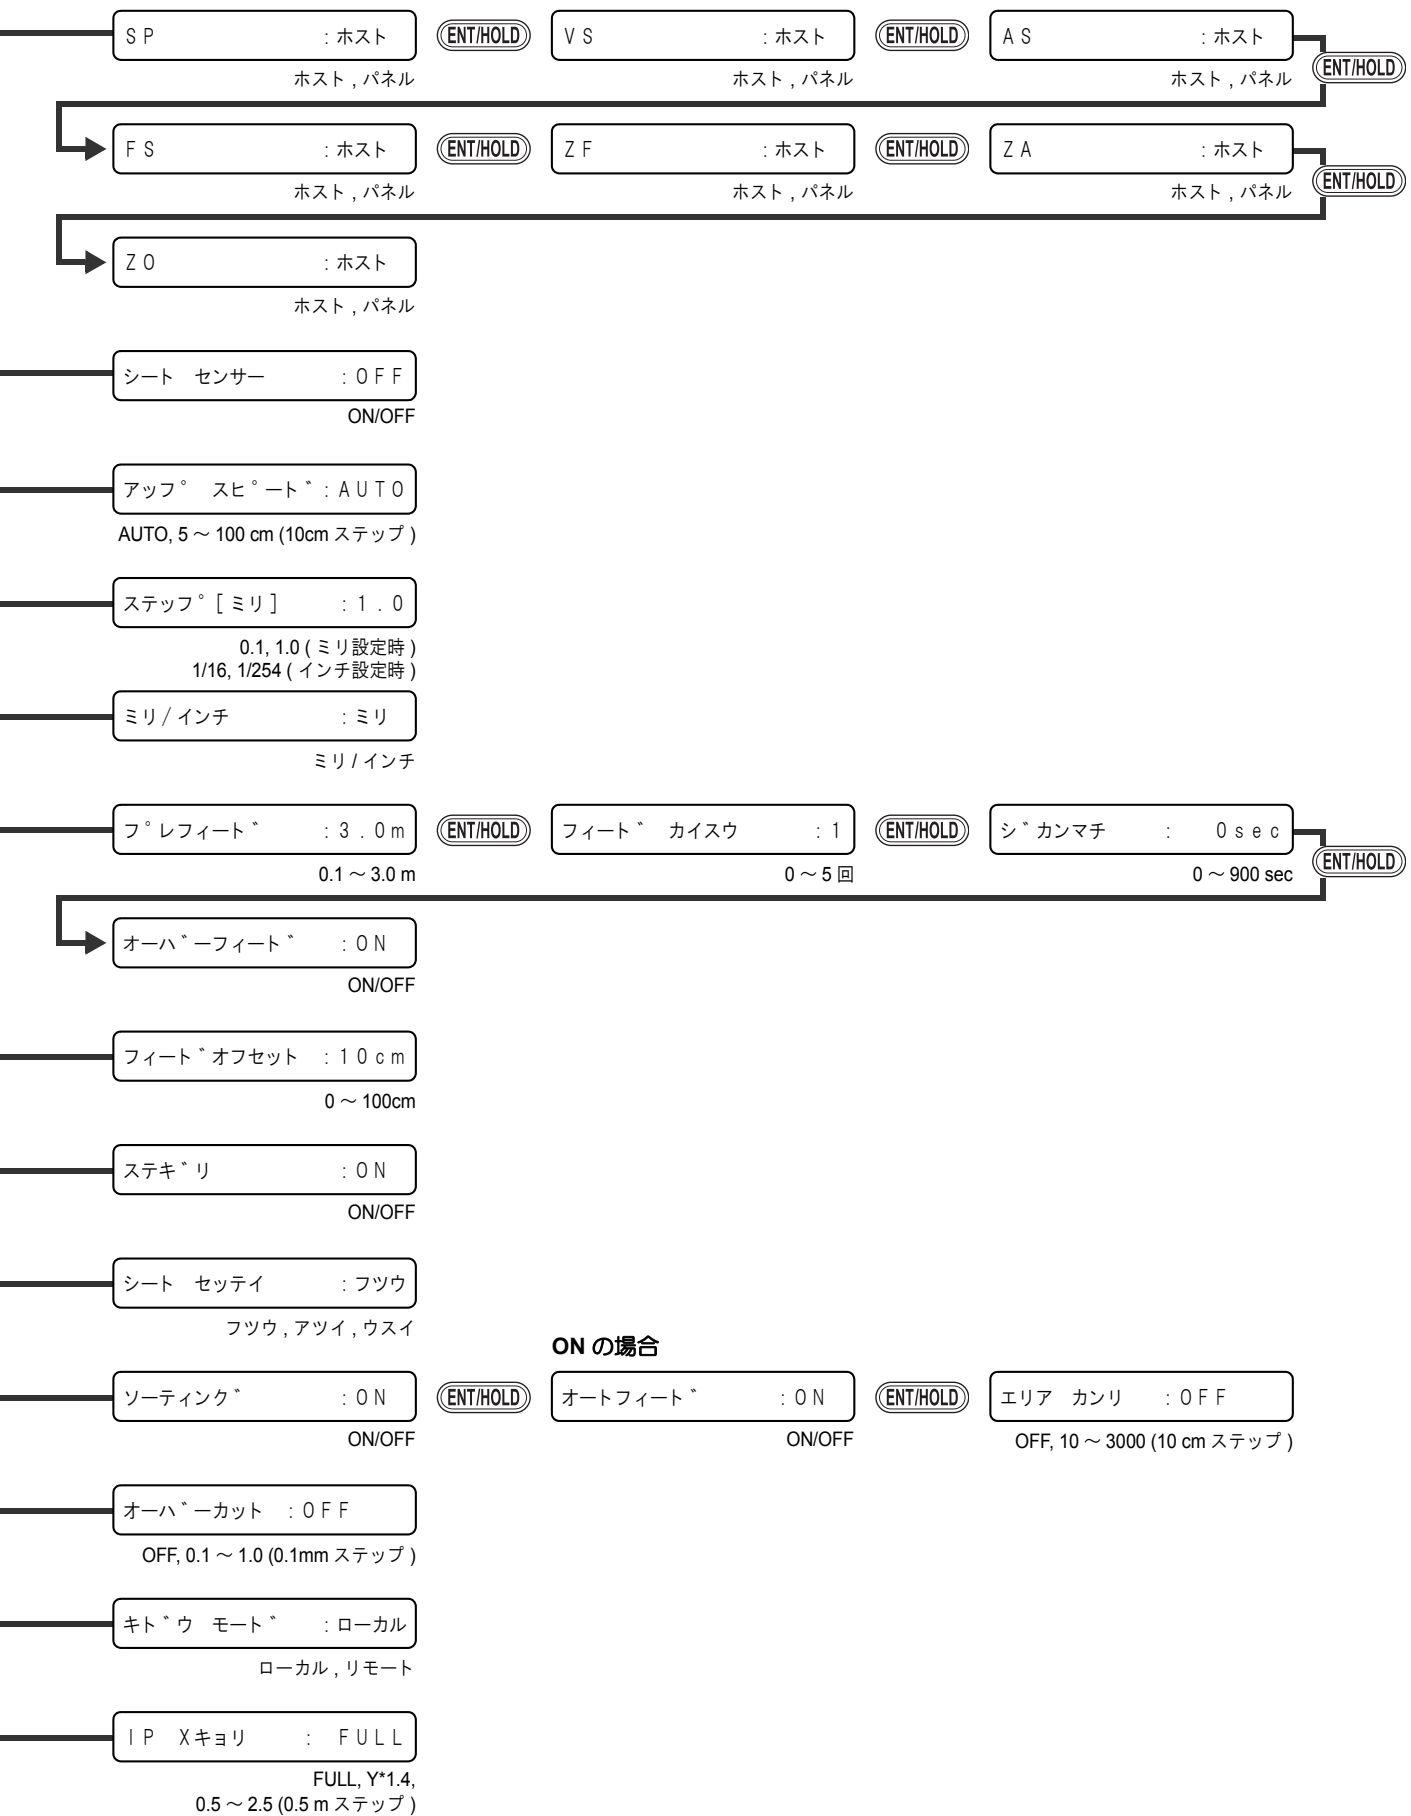 SP : ホスト
ENT/HOLD
VS : ホスト
ENT/HOLD
AS : ホスト
ENT/HOLD
ホスト , パネル
ホスト , パネル
ホスト , パネル
FS : ホスト
ENT/HOLD
ZF : ホスト
ENT/HOLD
ZA : ホスト
ENT/HOLD
ホスト , パネル
ホスト , パネル
ホスト , パネル
ZO : ホスト
ホスト , パネル
シート センサー : OFF
ON/OFF
アップ スピード : AUTO
AUTO, 5 ~ 100 cm (10cm ステップ )
ステップ [ミリ] : 1.0
0.1, 1.0 ( ミリ設定時 )
1/16, 1/254 ( インチ設定時 )
ミリ/インチ : ミリ
ミリ / インチ
プレフィード : 3.0m
ENT/HOLD
フィード カイスウ : 1
ENT/HOLD
ジカンマチ : 0sec
ENT/HOLD
0.1 ~ 3.0 m
0 ~ 5 回
0 ~ 900 sec
オーバーフィード : ON
ON/OFF
フィードオフセット : 10cm
0 ~ 100cm
ステギリ : ON
ON/OFF
シート セッテイ : フツウ
フツウ , アツイ , ウスイ
ON の場合
ソーティング : ON
ENT/HOLD
オートフィード : ON
ENT/HOLD
エリア カンリ : OFF
ON/OFF
ON/OFF
OFF, 10 ~ 3000 (10 cm ステップ )
オーバーカット : OFF
OFF, 0.1 ~ 1.0 (0.1mm ステップ )
キドウ モード : ローカル
ローカル , リモート
IP Xキョリ : FULL
FULL, Y*1.4,
0.5 ~ 2.5 (0.5 m ステップ )